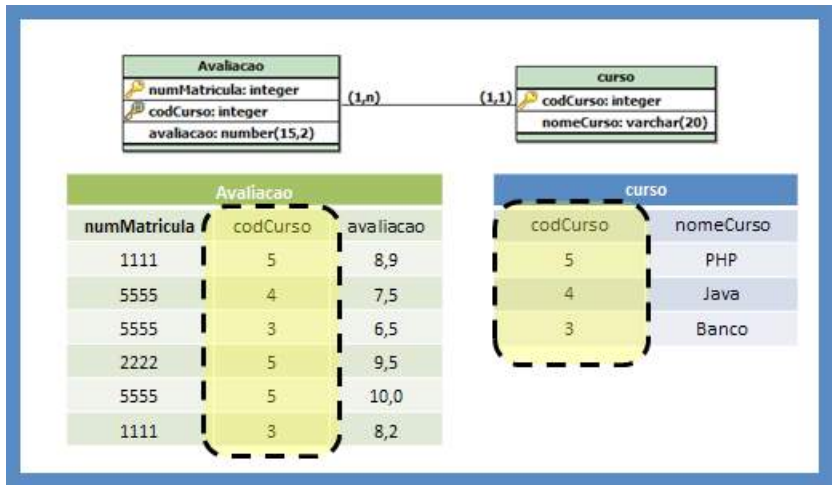 Avaliacao
numMatricula: integer
codCurso: integer
avaliacao: number(15,2)
(1,n)
(1,1)
curso
codCurso: integer
nomeCurso: varchar(20)
Avaliacao
numMatricula codCurso avaliacao
1111 5 8,9
5555 4 7,5
5555 3 6,5
2222 5 9,5
5555 5 10,0
1111 3 8,2
curso
codCurso nomeCurso
5 PHP
4 Java
3 Banco